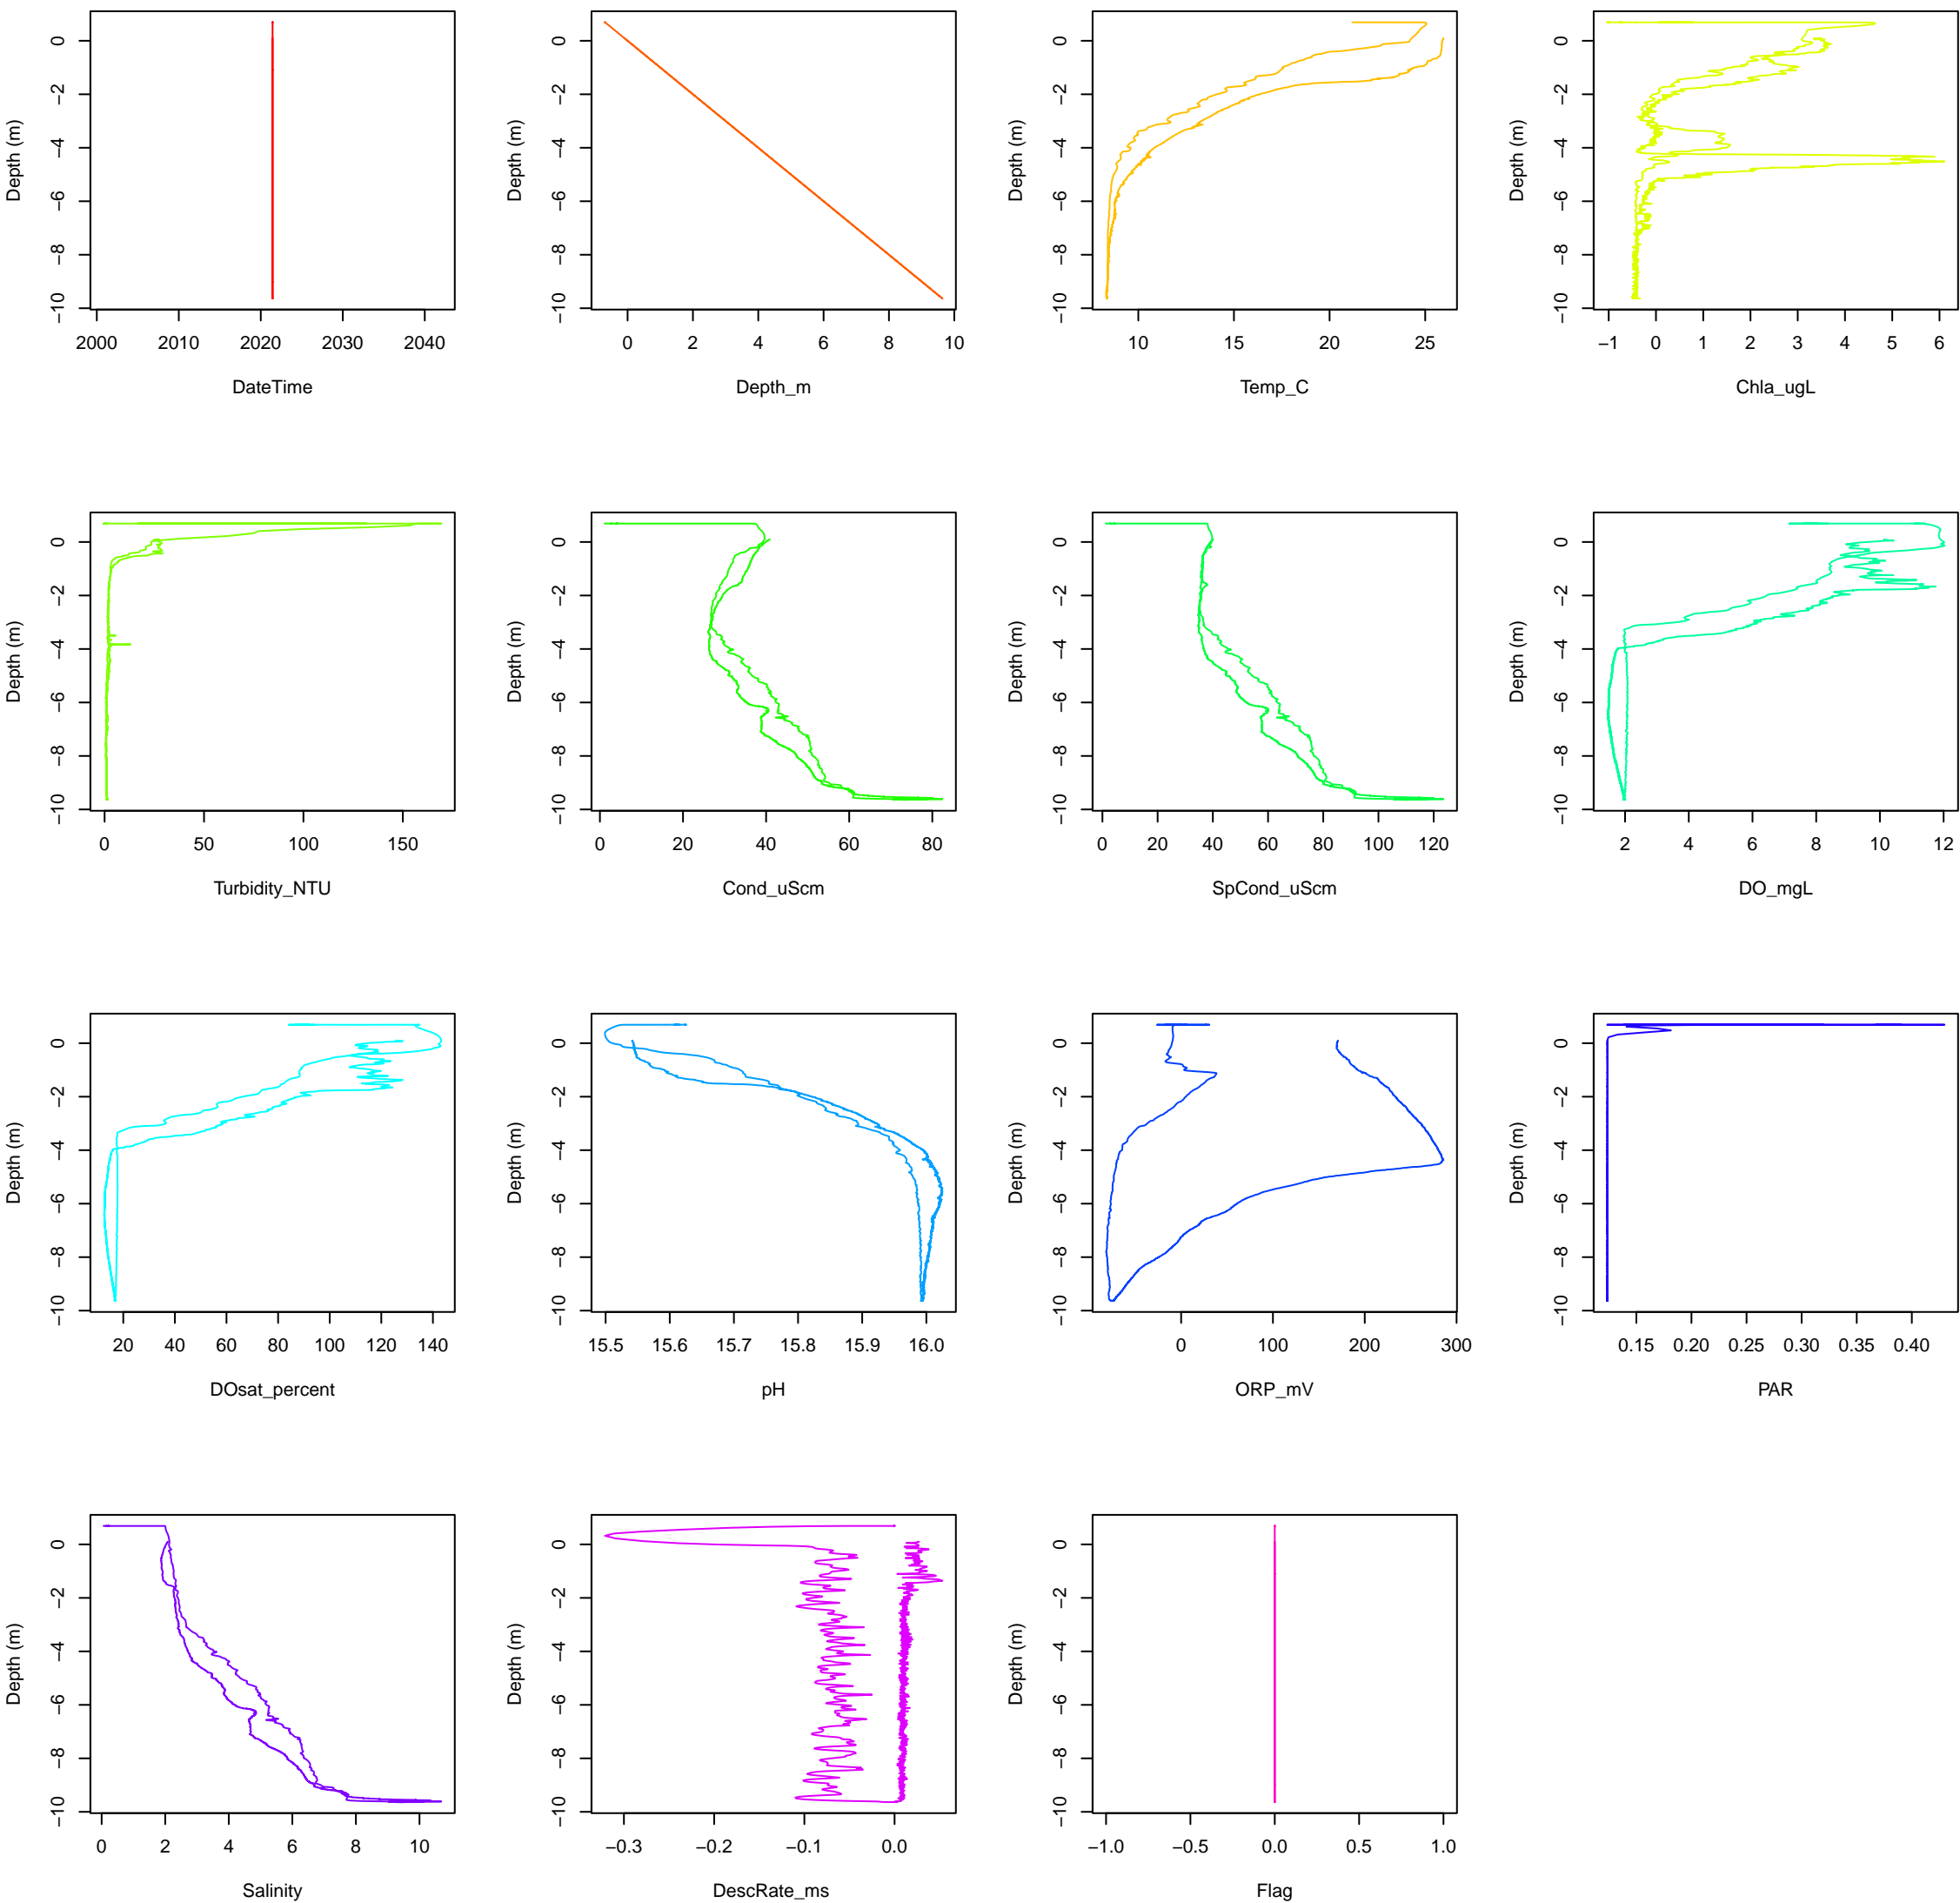 0 −2 −4 −6 −8 −10
Depth (m)
2000 2010 2020 2030 2040
DateTime
0 −2 −4 −6 −8 −10
Depth (m)
0 2 4 6 8 10
Depth_m
0 −2 −4 −6 −8 −10
Depth (m)
10 15 20 25
Temp_C
0 −2 −4 −6 −8 −10
Depth (m)
−1 0 1 2 3 4 5 6
Chla_ugL
0 −2 −4 −6 −8 −10
Depth (m)
0 50 100 150
Turbidity_NTU
0 −2 −4 −6 −8 −10
Depth (m)
0 20 40 60 80
Cond_uScm
0 −2 −4 −6 −8 −10
Depth (m)
0 20 40 60 80 100 120
SpCond_uScm
0 −2 −4 −6 −8 −10
Depth (m)
2 4 6 8 10 12
DO_mgL
0 −2 −4 −6 −8 −10
Depth (m)
20 40 60 80 100 120 140
DOsat_percent
0 −2 −4 −6 −8 −10
Depth (m)
15.5 15.6 15.7 15.8 15.9 16.0
pH
0 −2 −4 −6 −8 −10
Depth (m)
0 100 200 300
ORP_mV
0 −2 −4 −6 −8 −10
Depth (m)
0.15 0.20 0.25 0.30 0.35 0.40
PAR
0 −2 −4 −6 −8 −10
Depth (m)
0 2 4 6 8 10
Salinity
0 −2 −4 −6 −8 −10
Depth (m)
−0.3 −0.2 −0.1 0.0
DescRate_ms
0 −2 −4 −6 −8 −10
Depth (m)
−1.0 −0.5 0.0 0.5 1.0
Flag